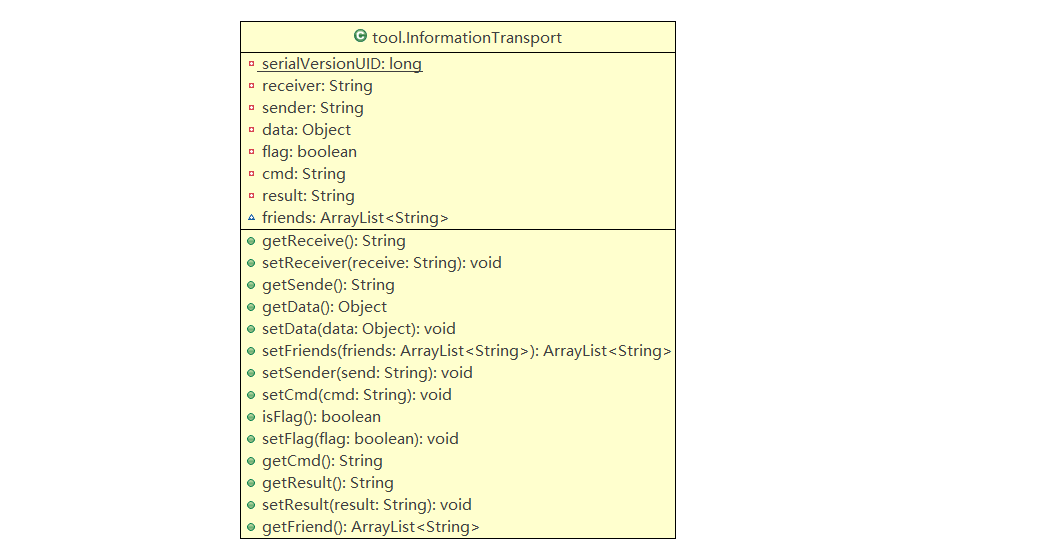 C tool.InformationTransport
serialVersionUID: long
receiver: String
sender: String
data: Object
flag: boolean
cmd: String
result: String
friends: ArrayList<String>
getReceive(): String
setReceiver(receive: String): void
getSende(): String
getData(): Object
setData(data: Object): void
setFriends(friends: ArrayList<String>): ArrayList<String>
setSender(send: String): void
setCmd(cmd: String): void
isFlag(): boolean
setFlag(flag: boolean): void
getCmd(): String
getResult(): String
setResult(result: String): void
getFriend(): ArrayList<String>